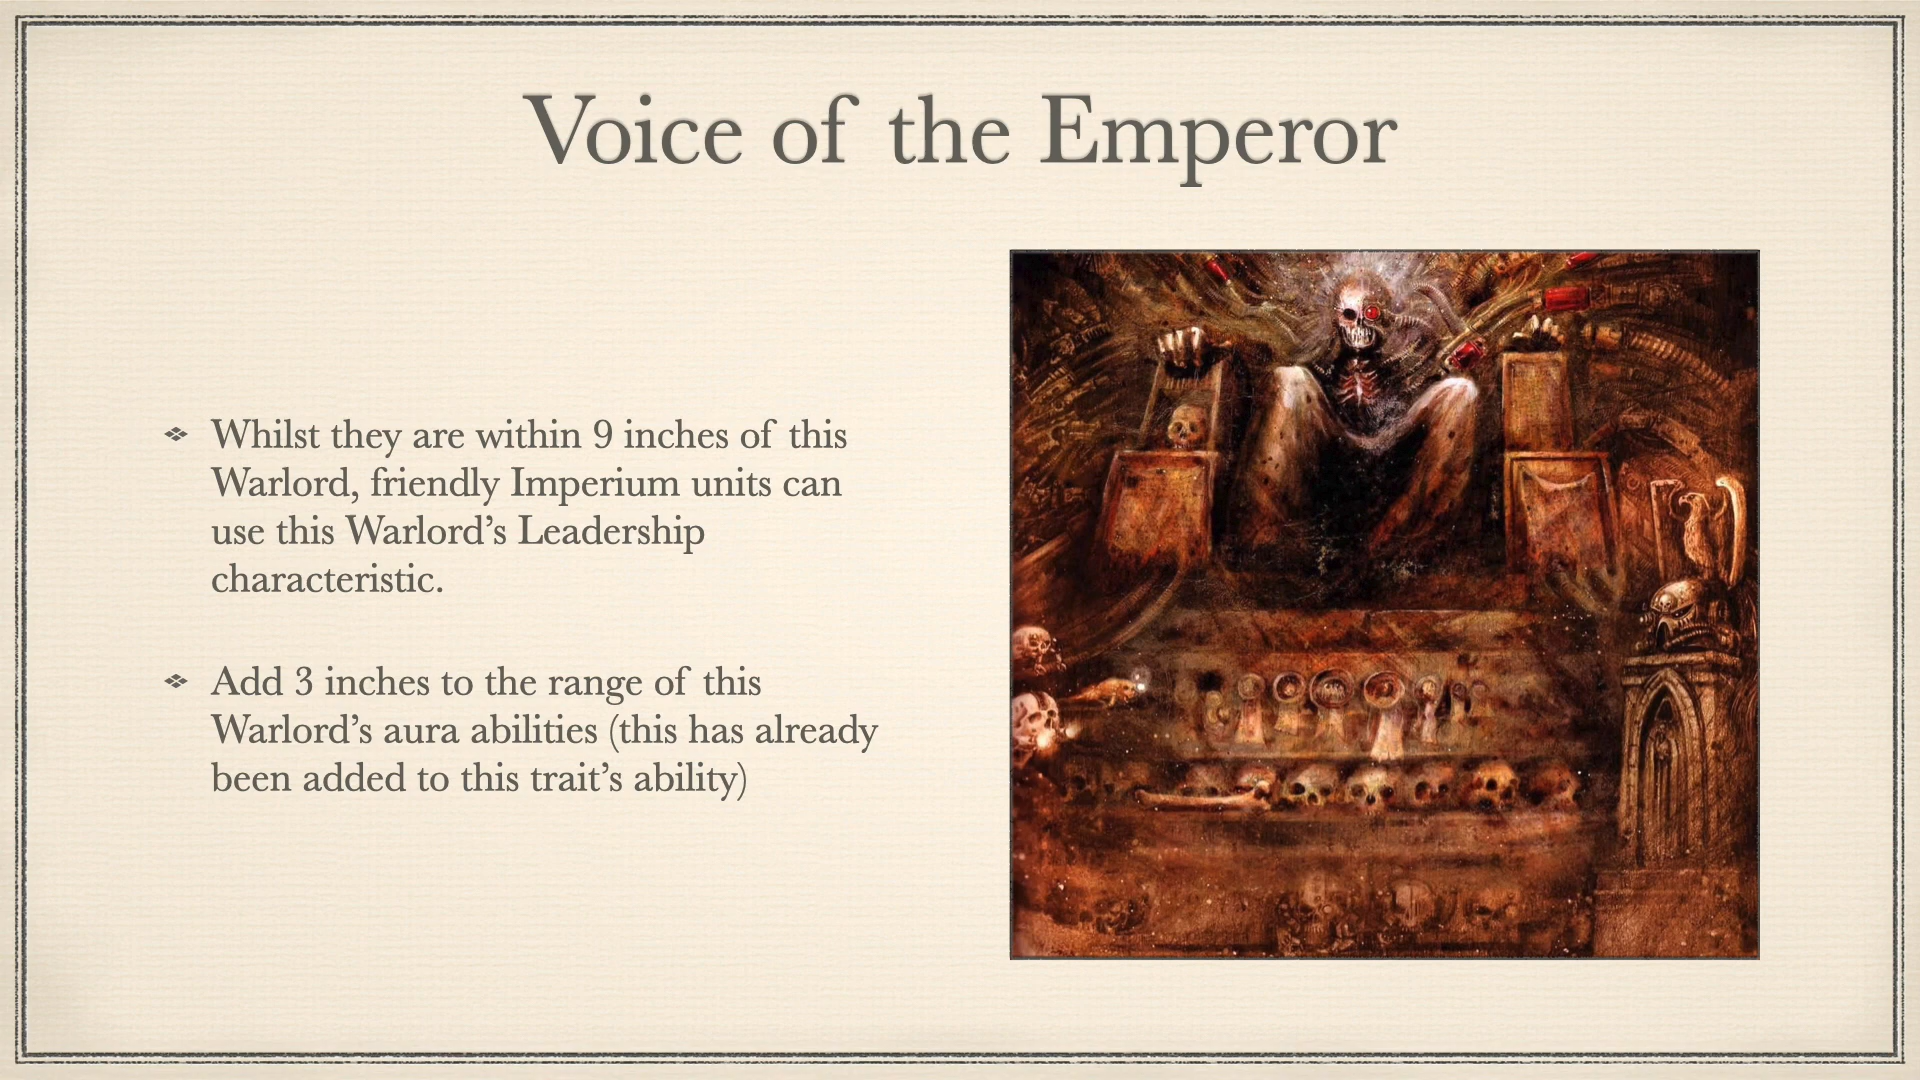 Voice of the Emperor
Whilst they are within 9 inches of this
Warlord, friendly Imperium units can
use this Warlord’s Leadership
characteristic.
Add 3 inches to the range of this
Warlord’s aura abilities (this has already
been added to this trait’s ability)